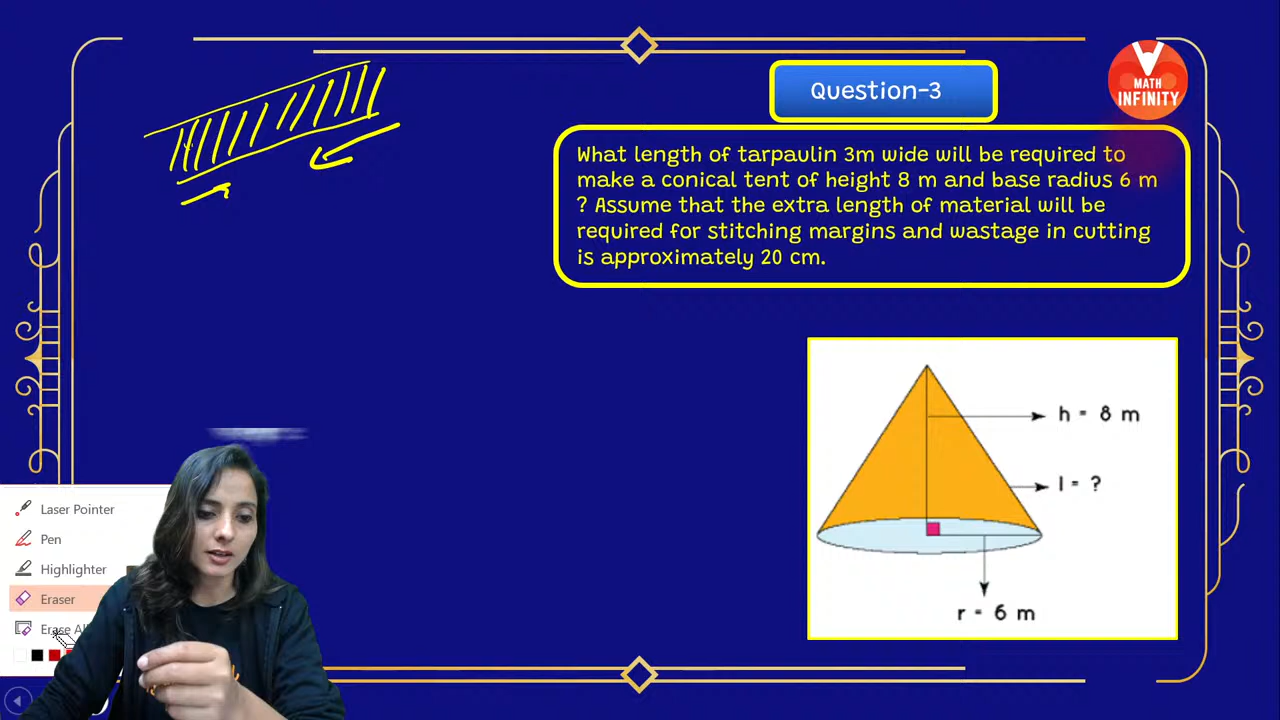 Question-3
MATH
INFINITY
What length of tarpaulin 3m wide will be required to
make a conical tent of height 8 m and base radius 6 m
? Assume that the extra length of material will be
required for stitching margins and wastage in cutting
is approximately 20 cm.
h = 8 m
l = ?
r = 6 m
Laser Pointer
Pen
Highlighter
Eraser
Erase